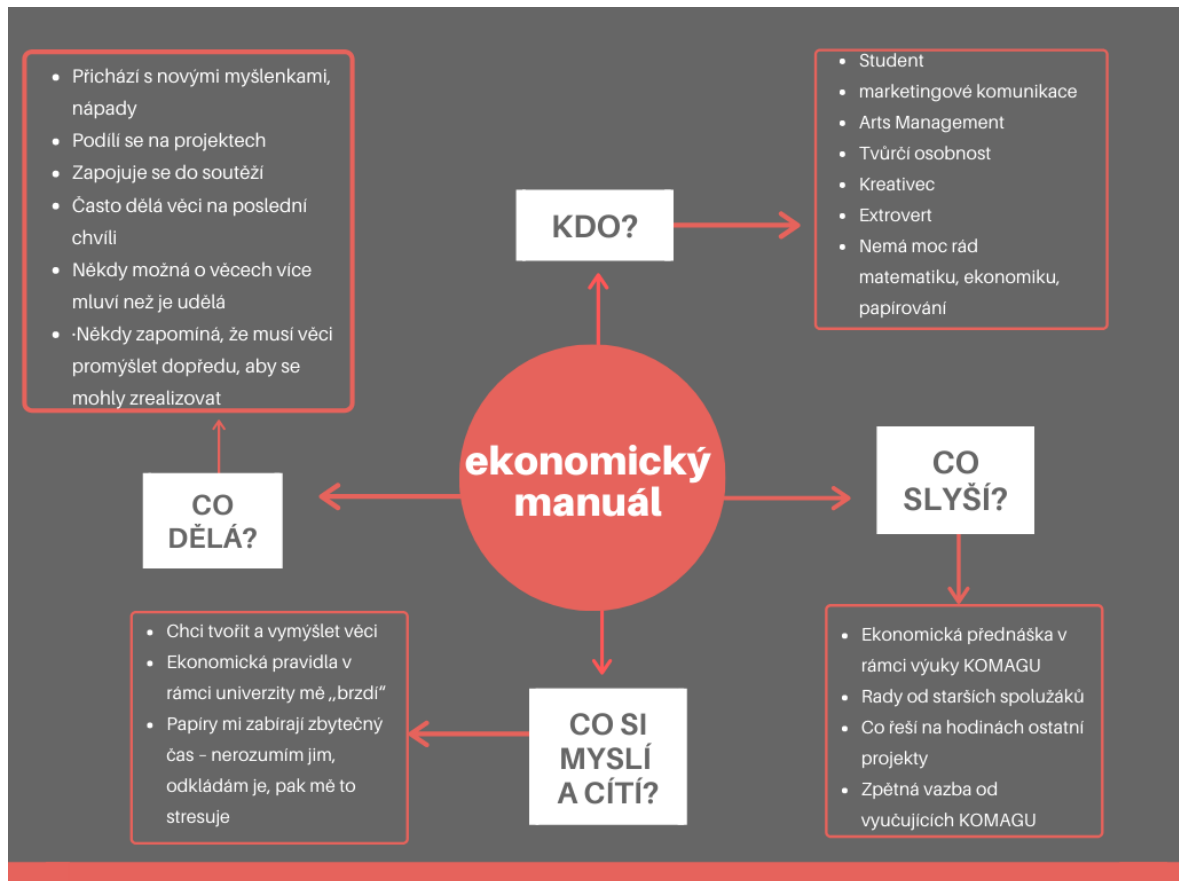 • Přichází s novými myšlenkami,
nápady
• Podílí se na projektech
• Zapojuje se do soutěží
• Často dělá věci na poslední
chvíli
• Někdy možná o věcech více
mluví než je udělá
• ·Někdy zapomíná, že musí věci
promýšlet dopředu, aby se
mohly zrealizovat
KDO?
• Student
• marketingové komunikace
• Arts Management
• Tvůrčí osobnost
• Kreativec
• Extrovert
• Nemá moc rád
matematiku, ekonomiku,
papírování
ekonomický
manuál
CO
DĚLÁ?
CO
SLYŠÍ?
• Chci tvořit a vymýšlet věci
• Ekonomická pravidla v
rámci univerzity mě ,,brzdí“
• Papíry mi zabírají zbytečný
čas – nerozumím jim,
odkládám je, pak mě to
stresuje
CO SI
MYSLÍ
A CÍTÍ?
• Ekonomická přednáška v
rámci výuky KOMAGU
• Rady od starších spolužáků
• Co řeší na hodinách ostatní
projekty
• Zpětná vazba od
vyučujících KOMAGU